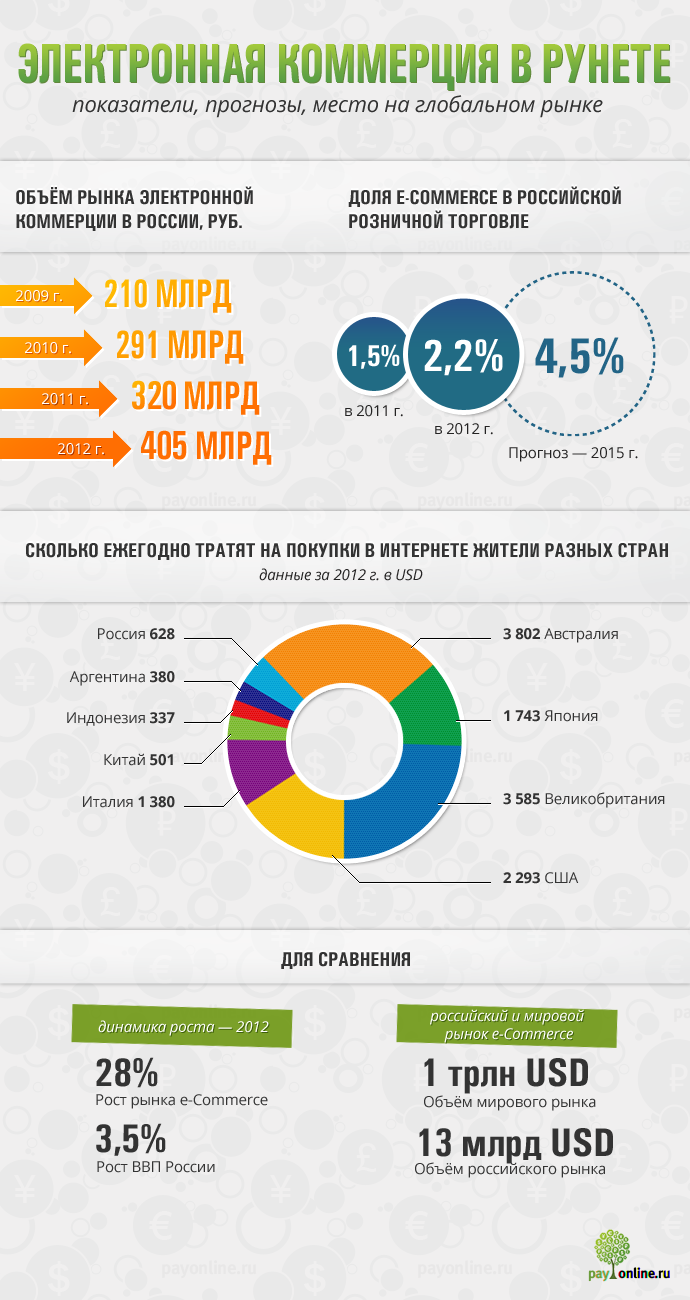 ЭЛЕКТРОННАЯ КОММЕРЦИЯ В РУНЕТЕ
показатели, прогнозы, место на глобальном рынке
ОБЪЁМ РЫНКА ЭЛЕКТРОННОЙ
КОММЕРЦИИ В РОССИИ, РУБ.
2009 г. 210 МЛРД
2010 г. 291 МЛРД
2011 г. 320 МЛРД
2012 г. 405 МЛРД
ДОЛЯ E-COMMERCE В РОССИЙСКОЙ
РОЗНИЧНОЙ ТОРГОВЛЕ
1,5% 2,2% 4,5%
в 2011 г.
в 2012 г.
Прогноз — 2015 г.
payonline.ru
СКОЛЬКО ЕЖЕГОДНО ТРАТЯТ НА ПОКУПКИ В ИНТЕРНЕТЕ ЖИТЕЛИ РАЗНЫХ СТРАН
данные за 2012 г. в USD
Россия 628
Аргентина 380
Индонезия 337
Китай 501
Италия 1 380
3 802 Австралия
1 743 Япония
3 585 Великобритания
2 293 США
ДЛЯ СРАВНЕНИЯ
динамика роста — 2012
28%
Рост рынка e-Commerce
3,5%
Рост ВВП России
российский и мировой
рынок e-Commerce
1 трлн USD
Объём мирового рынка
13 млрд USD
Объём российского рынка
payonline.ru
payonline.ru